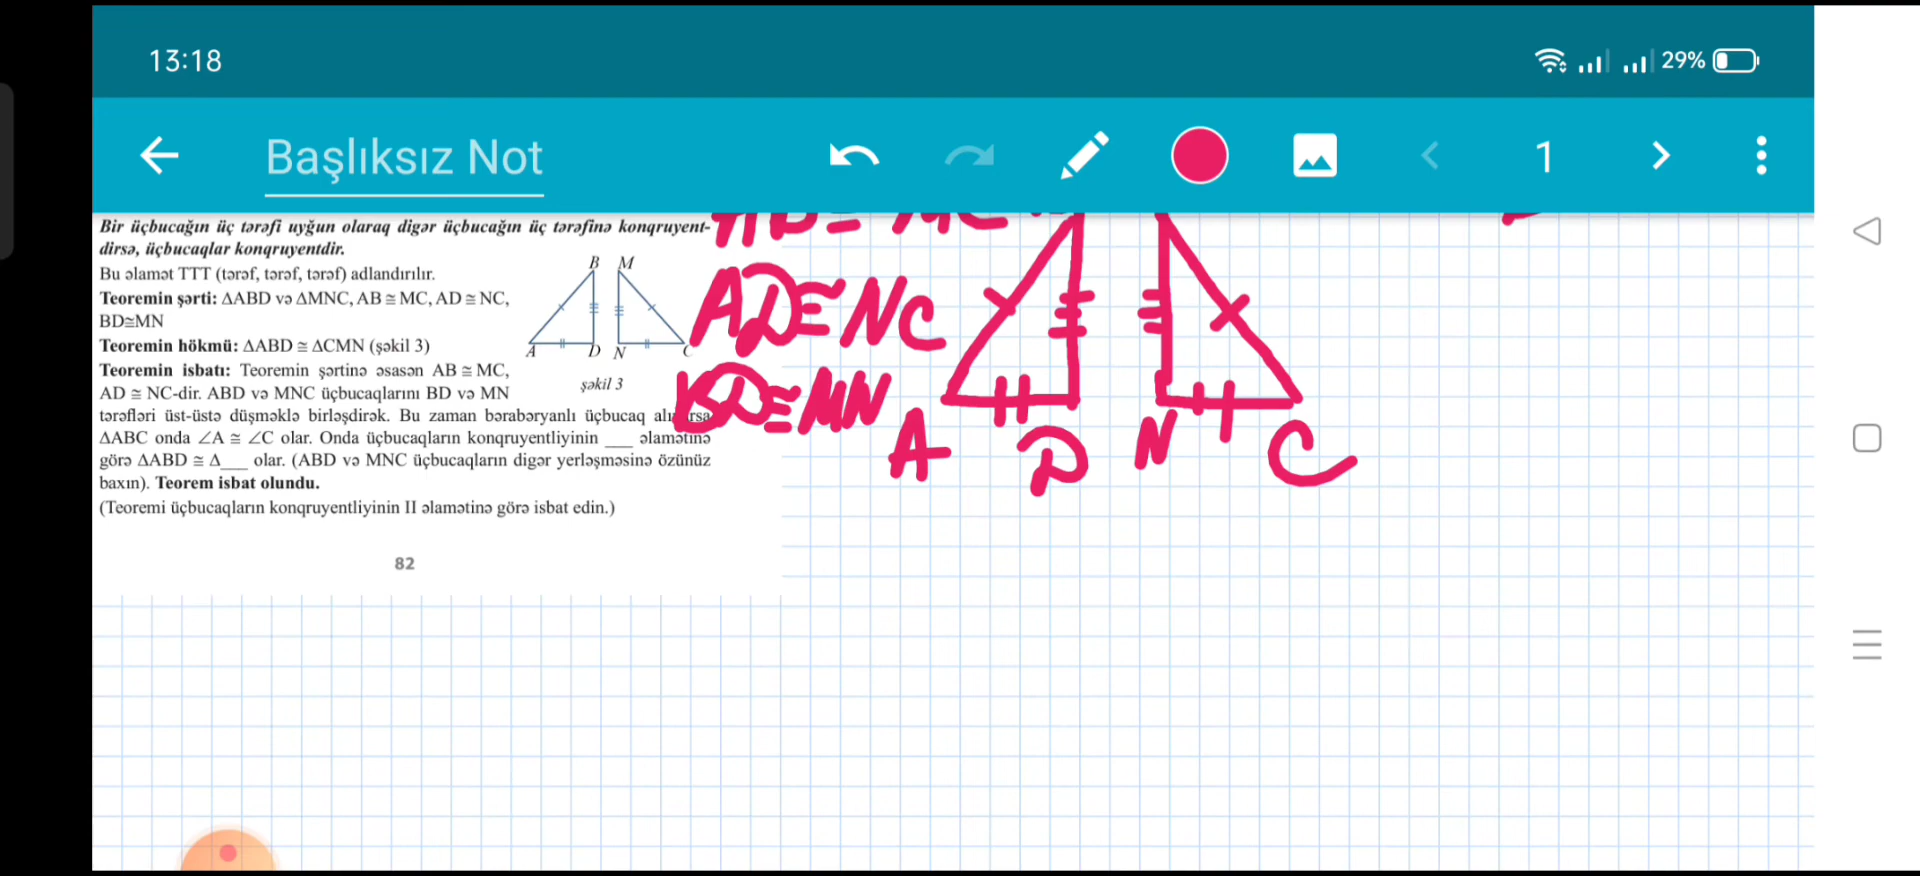 13:18
29%
Başlıksız Not
1
Bir üçbucağın üç tərəfi uyğun olaraq digər üçbucağın üç tərəfinə konqruyent-
dirsə, üçbucaqlar konqruyentdir.
Bu əlamət TTT (tərəf, tərəf, tərəf) adlandırılır.
Teoremin şərti: ΔABD və ΔMNC, AB ≅ MC, AD ≅ NC,
BD≅MN
Teoremin hökmü: ΔABD ≅ ΔCMN (şəkil 3)
Teoremin isbatı: Teoremin şərtinə əsasən AB ≅ MC,
AD ≅ NC-dir. ABD və MNC üçbucaqlarını BD və MN
tərəfləri üst-üstə düşməklə birləşdirək. Bu zaman bərabəryanlı üçbucaq
ΔABC onda ∠A ≅ ∠C olar. Onda üçbucaqların konqruyentliyinin ___ əlamətinə
görə ΔABD ≅ Δ___ olar. (ABD və MNC üçbucaqların digər yerləşməsinə özünüz
baxın). Teorem isbat olundu.
(Teoremi üçbucaqların konqruyentliyinin II əlamətinə görə isbat edin.)
B M
A D N C
şəkil 3
82
AB≅MC
AD≅NC
BD≅MN
A D N C